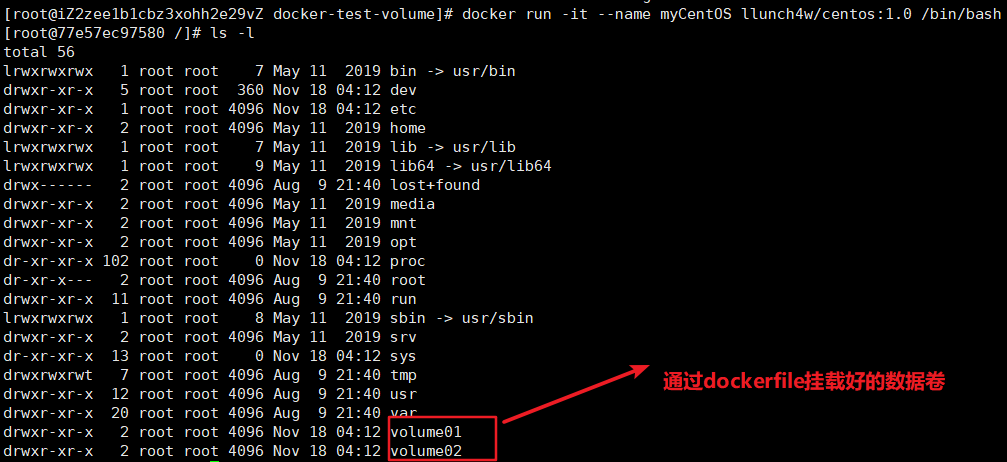 [root@iZ2zee1b1cbz3xohh2e29vZ docker-test-volume]# docker run -it --name myCentOS llunch4w/centos:1.0 /bin/bash
[root@77e57ec97580 /]# ls -l
total 56
lrwxrwxrwx   1 root root    7 May 11  2019 bin -> usr/bin
drwxr-xr-x   5 root root  360 Nov 18 04:12 dev
drwxr-xr-x   1 root root 4096 Nov 18 04:12 etc
drwxr-xr-x   2 root root 4096 May 11  2019 home
lrwxrwxrwx   1 root root    7 May 11  2019 lib -> usr/lib
lrwxrwxrwx   1 root root    9 May 11  2019 lib64 -> usr/lib64
drwx------   2 root root 4096 Aug  9 21:40 lost+found
drwxr-xr-x   2 root root 4096 May 11  2019 media
drwxr-xr-x   2 root root 4096 May 11  2019 mnt
drwxr-xr-x   2 root root 4096 May 11  2019 opt
dr-xr-xr-x 102 root root    0 Nov 18 04:12 proc
dr-xr-x---   2 root root 4096 Aug  9 21:40 root
drwxr-xr-x  11 root root 4096 Aug  9 21:40 run
lrwxrwxrwx   1 root root    8 May 11  2019 sbin -> usr/sbin
drwxr-xr-x   2 root root 4096 May 11  2019 srv
dr-xr-xr-x  13 root root    0 Nov 18 04:12 sys
drwxrwxrwt   7 root root 4096 Aug  9 21:40 tmp
drwxr-xr-x  12 root root 4096 Aug  9 21:40 usr
drwxr-xr-x  20 root root 4096 Aug  9 21:40 var
drwxr-xr-x   2 root root 4096 Nov 18 04:12 volume01
drwxr-xr-x   2 root root 4096 Nov 18 04:12 volume02
通过dockerfile挂载好的数据卷